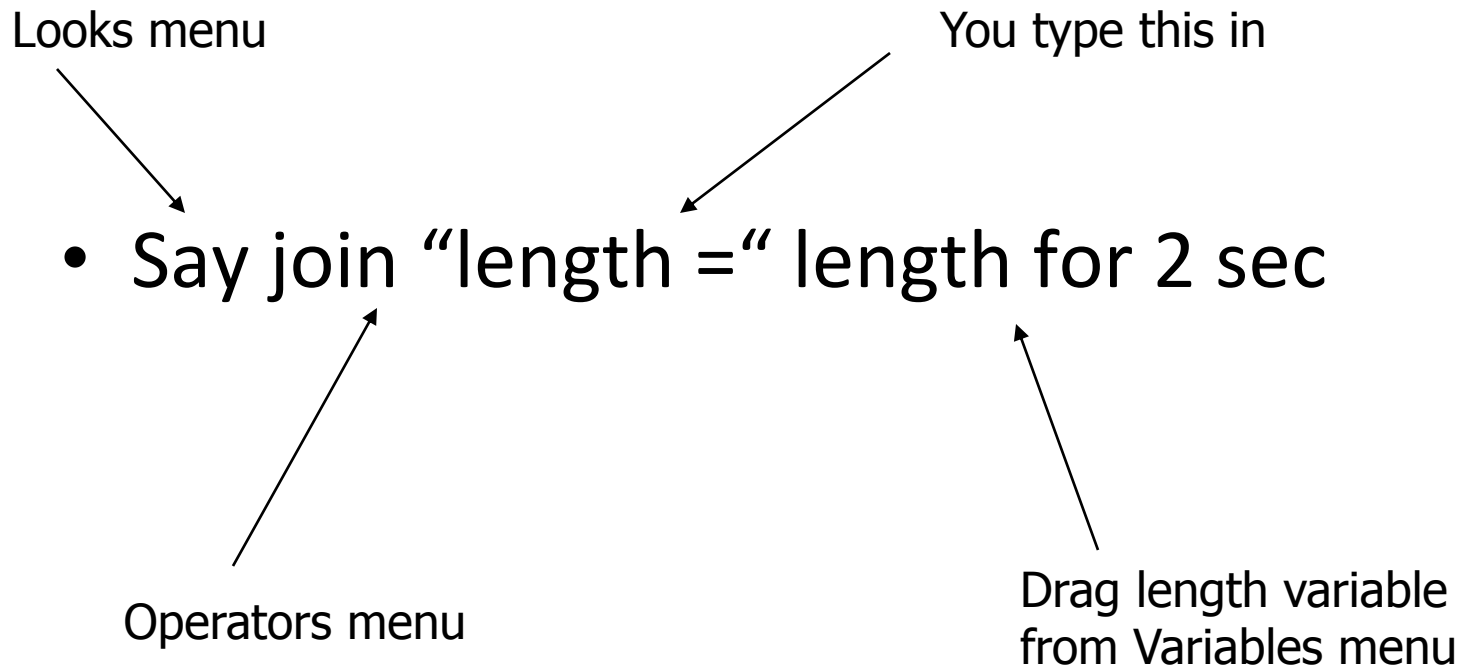 Looks menu
You type this in
• Say join “length =“ length for 2 sec
Operators menu
Drag length variable
from Variables menu